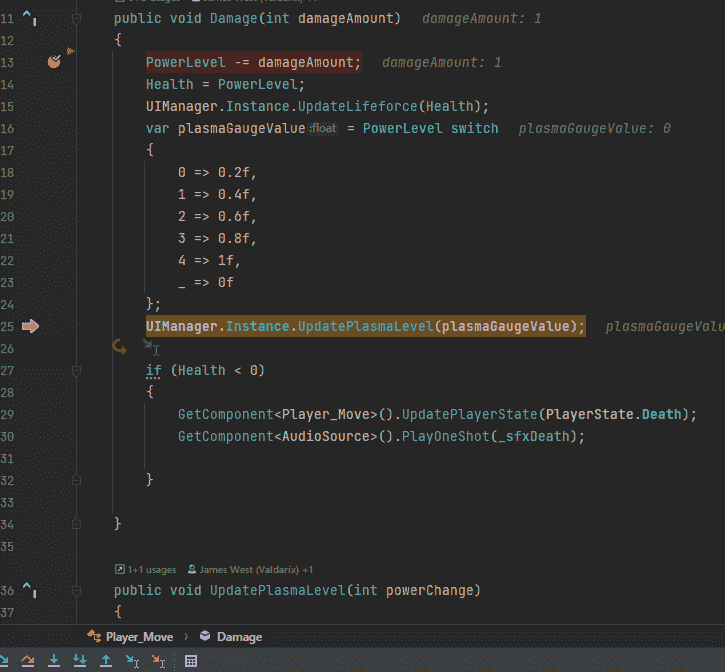 11 public void Damage(int damageAmount) damageAmount: 1
12 {
13 PowerLevel -= damageAmount; damageAmount: 1
14 Health = PowerLevel;
15 UIManager.Instance.UpdateLifeforce(Health);
16 var plasmaGaugeValue :float = PowerLevel switch plasmaGaugeValue: 0
17 {
18 0 => 0.2f,
19 1 => 0.4f,
20 2 => 0.6f,
21 3 => 0.8f,
22 4 => 1f,
23 _ => 0f
24 };
25 UIManager.Instance.UpdatePlasmaLevel(plasmaGaugeValue); plasmaGaugeValu
26
27 if (Health < 0)
28 {
29 GetComponent<Player_Move>().UpdatePlayerState(PlayerState.Death);
30 GetComponent<AudioSource>().PlayOneShot(_sfxDeath);
31
32 }
33
34 }
35
1+1 usages James West (Valdarix) +1
36 public void UpdatePlasmaLevel(int powerChange)
37 {
Player_Move > Damage